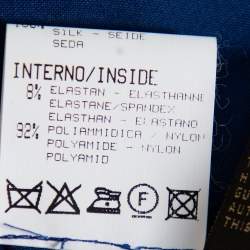 SILK - SEIDE
SEDA
INTERNO/INSIDE
8% ELASTAN - ELASTHANNE
ELASTANE/SPANDEX
ELASTHAN - ELASTANO
92% POLIAMMIDICA / NYLON
POLYAMIDE - NYLON
POLYAMID
F